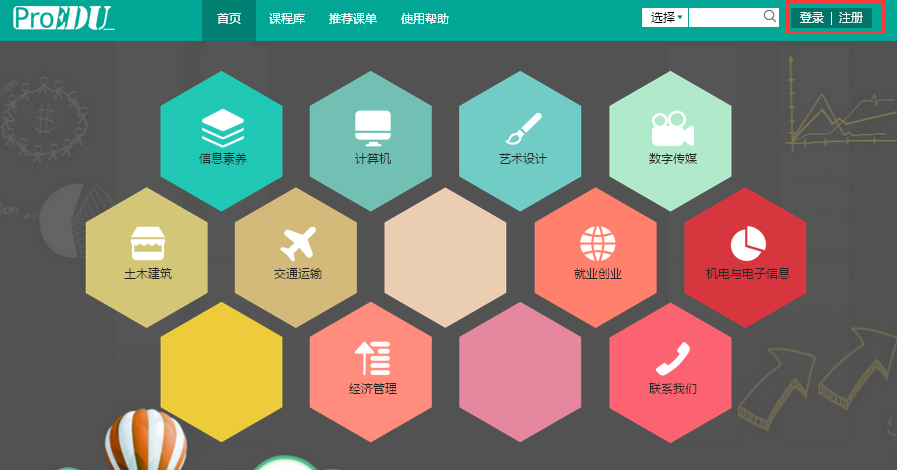 ProEDU_
首页 课程库 推荐课单 使用帮助 选择 登录 | 注册
信息素养 计算机 艺术设计 数字传媒
土木建筑 交通运输 就业创业 机电与电子信息
经济管理 联系我们